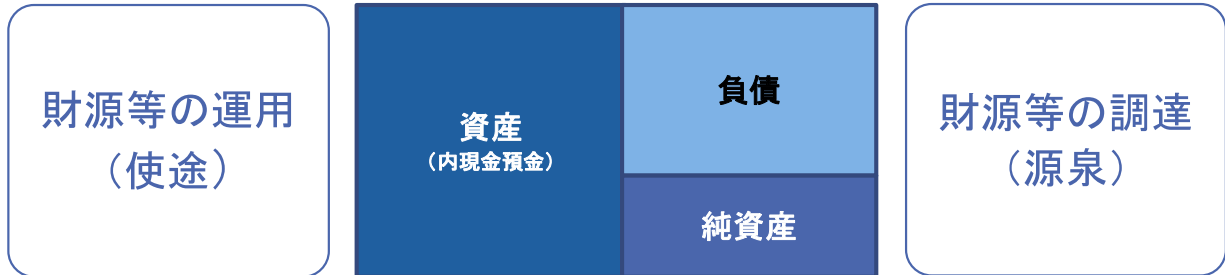 財源等の運用
（使途）
資産
（内現金預金）
負債
純資産
財源等の調達
（源泉）